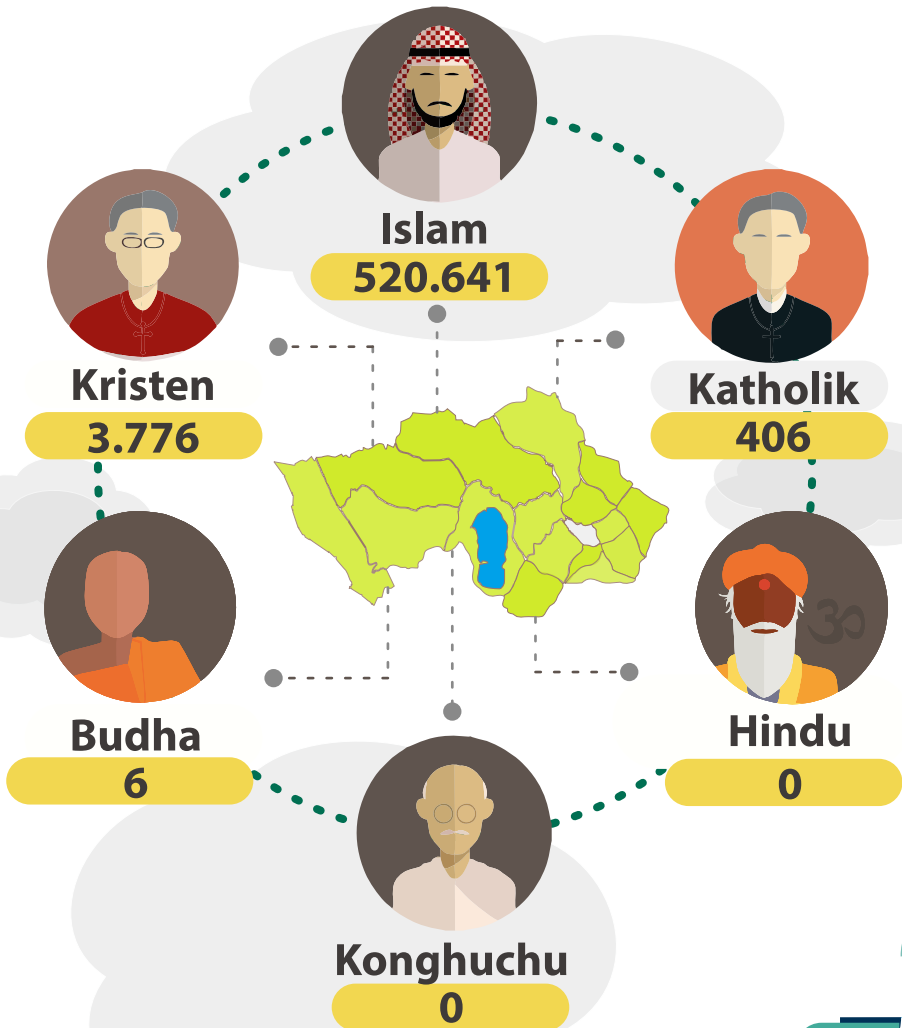 Islam
520.641
Kristen
3.776
Katholik
406
Budha
6
Hindu
0
Konghuchu
0